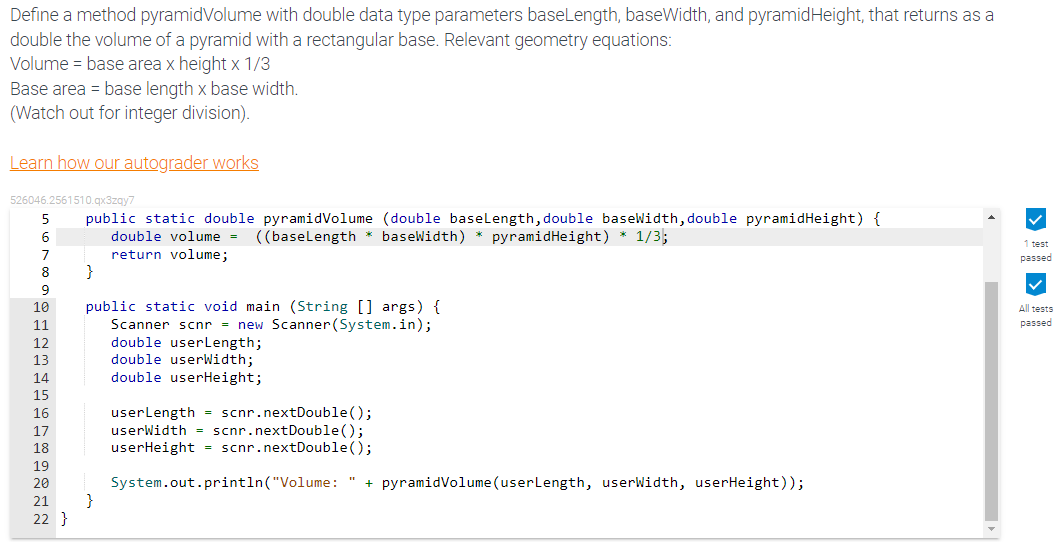 Define a method pyramidVolume with double data type parameters baseLength, baseWidth, and pyramidHeight, that returns as a
double the volume of a pyramid with a rectangular base. Relevant geometry equations:
Volume = base area x height x 1/3
Base area = base length x base width.
(Watch out for integer division).
Learn how our autograder works
526046.2561510.qx3zqy7
5 public static double pyramidVolume (double baseLength,double baseWidth,double pyramidHeight) {
6 double volume = ((baseLength * baseWidth) * pyramidHeight) * 1/3;
7 return volume;
8 }
9
10 public static void main (String [] args) {
11 Scanner scnr = new Scanner(System.in);
12 double userLength;
13 double userWidth;
14 double userHeight;
15
16 userLength = scnr.nextDouble();
17 userWidth = scnr.nextDouble();
18 userHeight = scnr.nextDouble();
19
20 System.out.println("Volume: " + pyramidVolume(userLength, userWidth, userHeight));
21 }
22 }
1 test
passed
All tests
passed